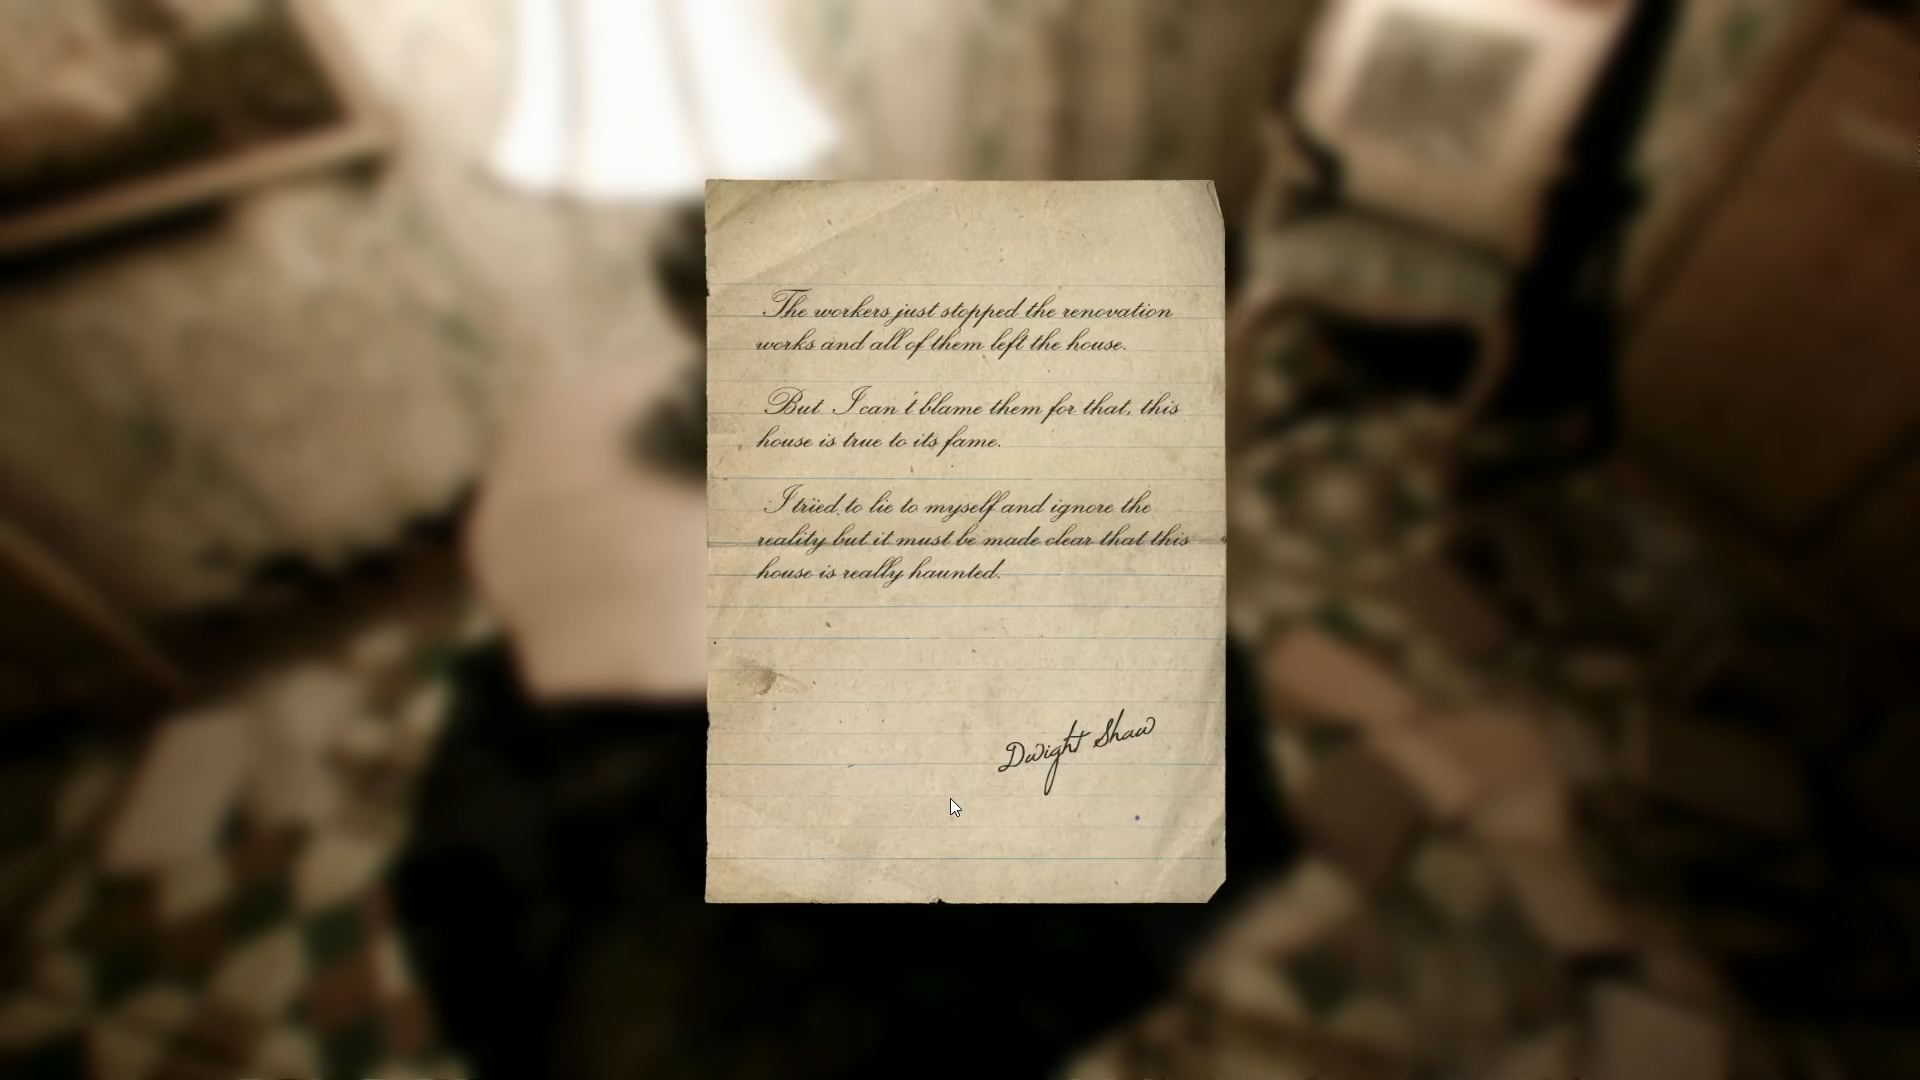 The workers just stopped the renovation
works and all of them left the house.
But I can't blame them for that, this
house is true to its fame.
I tried to lie to myself and ignore the
reality but it must be made clear that this
house is really haunted.
Dwight Shaw